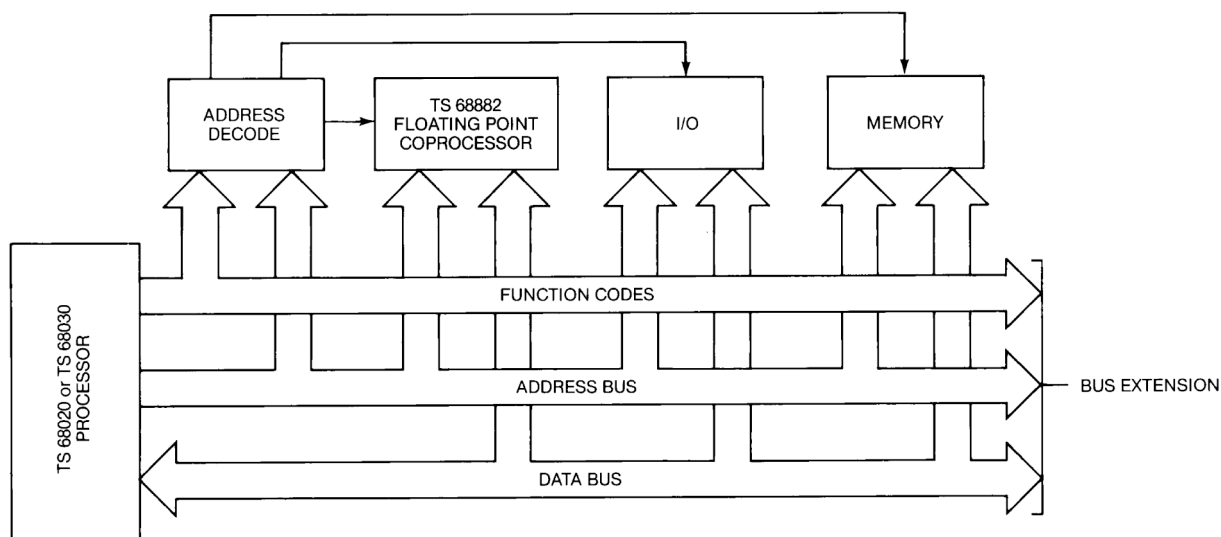 ADDRESS
DECODE
TS 68882
FLOATING POINT
COPROCESSOR
I/O
MEMORY
TS 68020 or TS 68030
PROCESSOR
FUNCTION CODES
ADDRESS BUS
BUS EXTENSION
DATA BUS